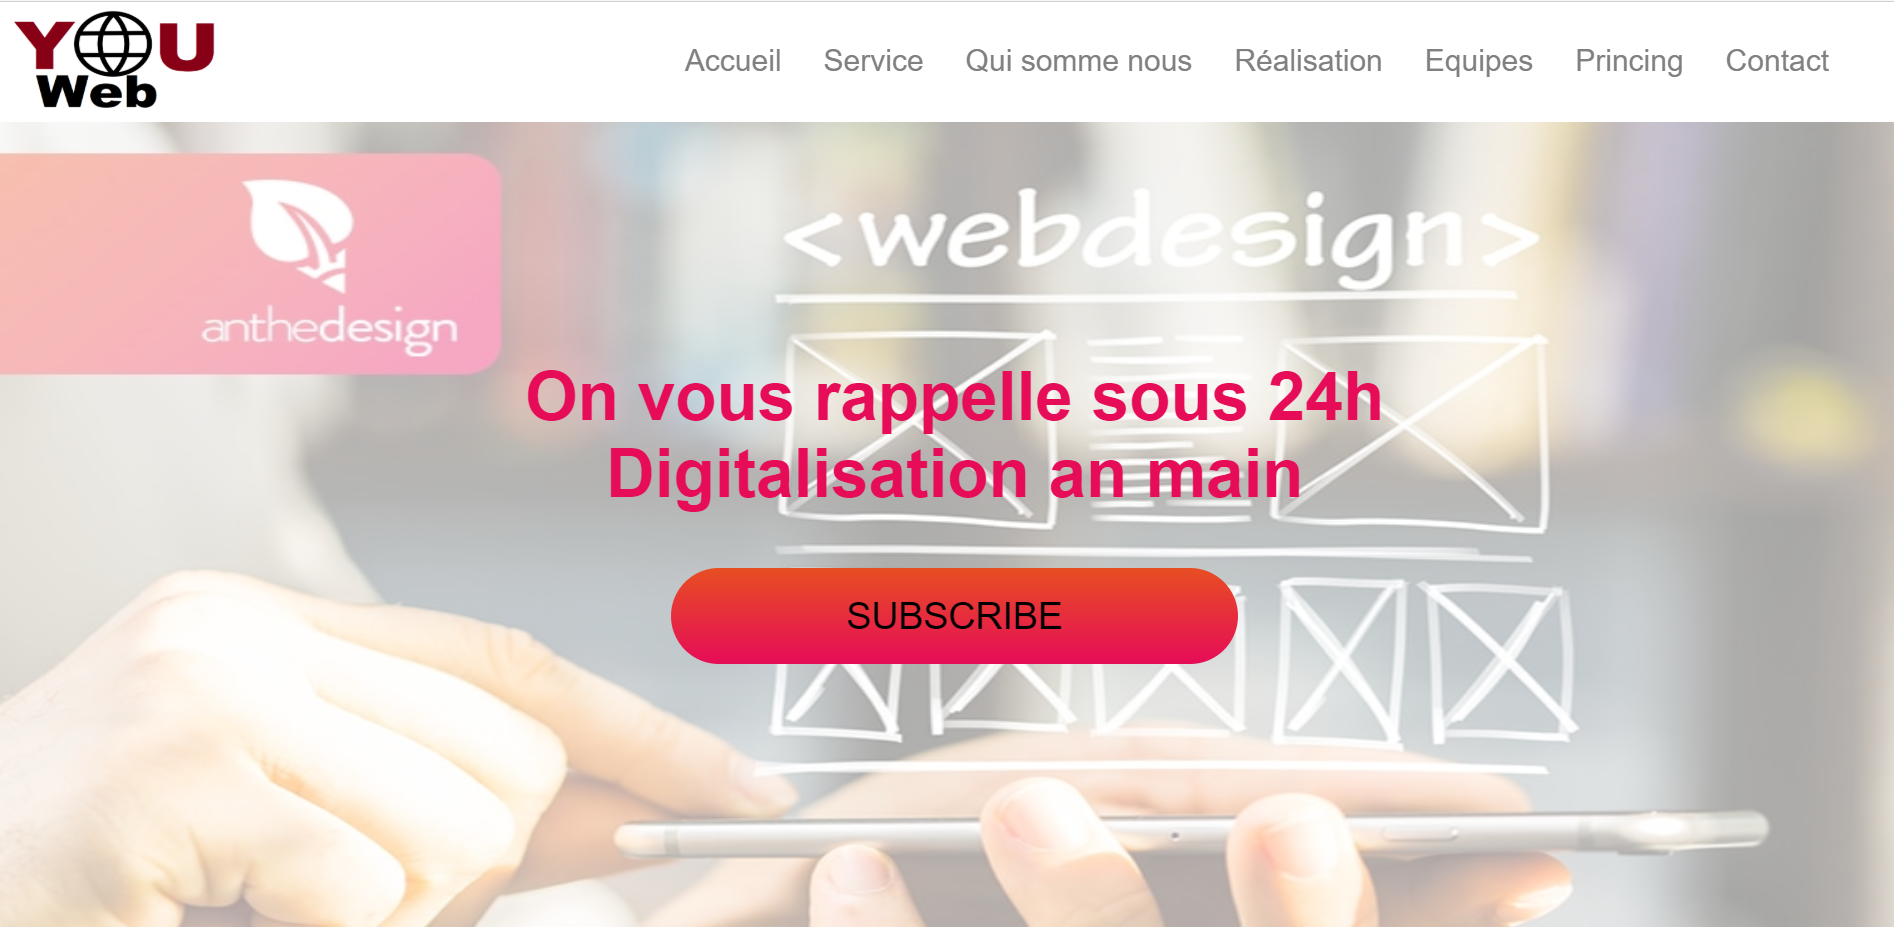 YOU
Web
Accueil Service Qui somme nous Réalisation Equipes Princing Contact
<webdesign>
anthedesign
On vous rappelle sous 24h
Digitalisation an main
SUBSCRIBE